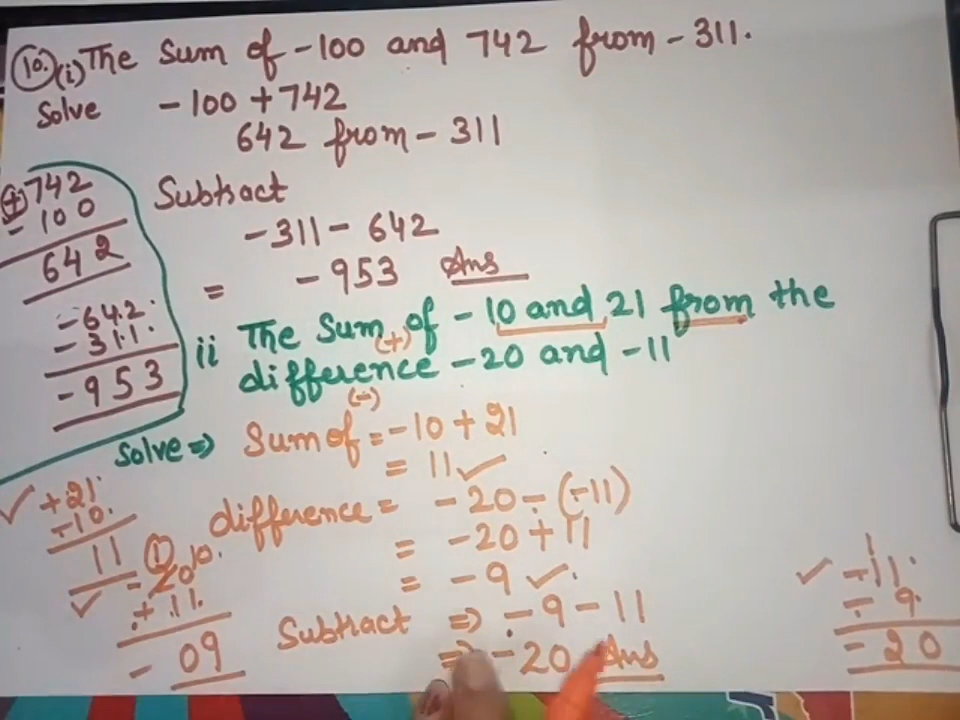 10. (i) The Sum of -100 and 742 from -311.
Solve -100 + 742
642 from - 311
(+) 742
- 100
642
-642
-311
-953
Subtract
-311 - 642
= -953 Ans
ii The Sum of -10 and 21 from the
(+)
difference -20 and -11
(-)
Solve => Sum of = -10 + 21
= 11 ✓
✓ +21
-10
11
difference = -20 - (-11)
= -20 + 11
= -9 ✓
✓ 1 10
-20
+11
- 09
Subtract => -9 - 11
=> -20 Ans
1
✓ -11
- 9
- 20